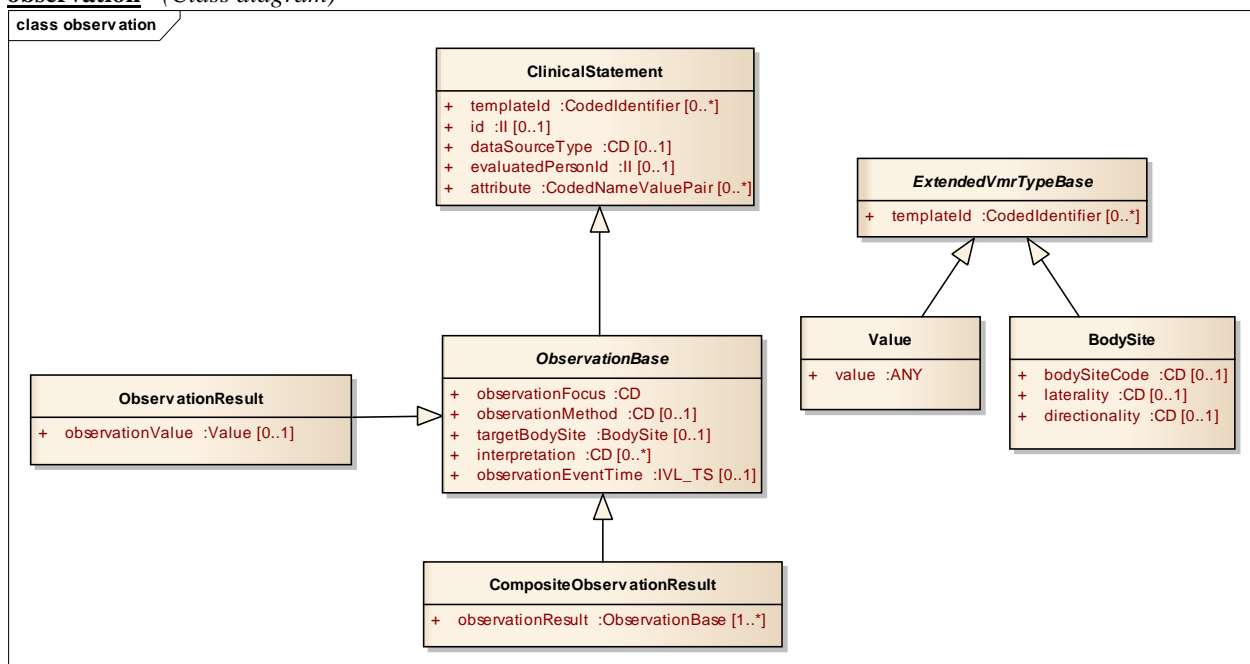 observation (Class diagram)
class observation
ClinicalStatement
+ templateId :CodedIdentifier [0..*]
+ id :II [0..1]
+ dataSourceType :CD [0..1]
+ evaluatedPersonId :II [0..1]
+ attribute :CodedNameValuePair [0..*]
ExtendedVmrTypeBase
+ templateId :CodedIdentifier [0..*]
Value
+ value :ANY
BodySite
+ bodySiteCode :CD [0..1]
+ laterality :CD [0..1]
+ directionality :CD [0..1]
ObservationBase
+ observationFocus :CD
+ observationMethod :CD [0..1]
+ targetBodySite :BodySite [0..1]
+ interpretation :CD [0..*]
+ observationEventTime :IVL_TS [0..1]
ObservationResult
+ observationValue :Value [0..1]
CompositeObservationResult
+ observationResult :ObservationBase [1..*]